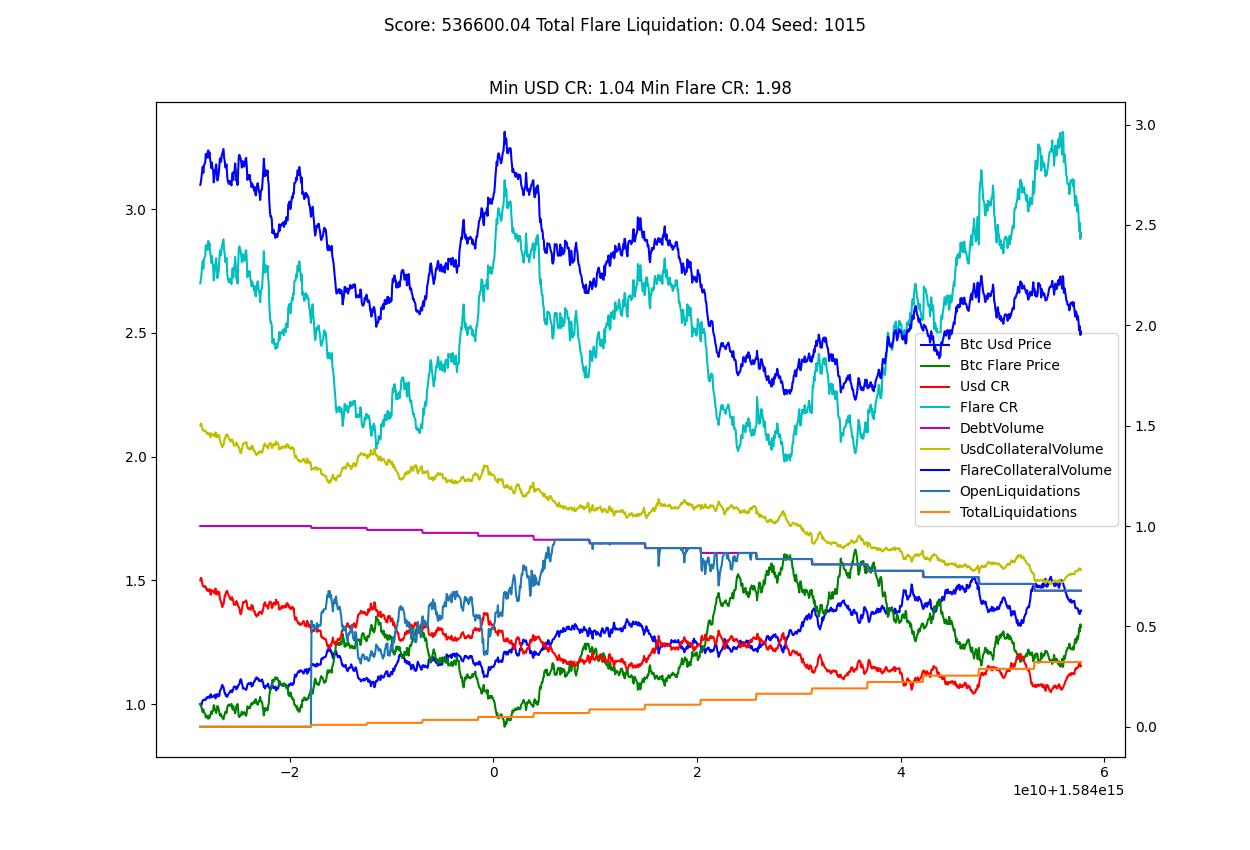 Score: 536600.04 Total Flare Liquidation: 0.04 Seed: 1015
Min USD CR: 1.04 Min Flare CR: 1.98
3.0
3.0
2.5
2.5
2.0
2.0
1.5
1.5
1.0
1.0
0.5
0.0
Btc Usd Price
Btc Flare Price
Usd CR
Flare CR
DebtVolume
UsdCollateralVolume
FlareCollateralVolume
OpenLiquidations
TotalLiquidations
−2 0 2 4 6
1e10+1.584e15